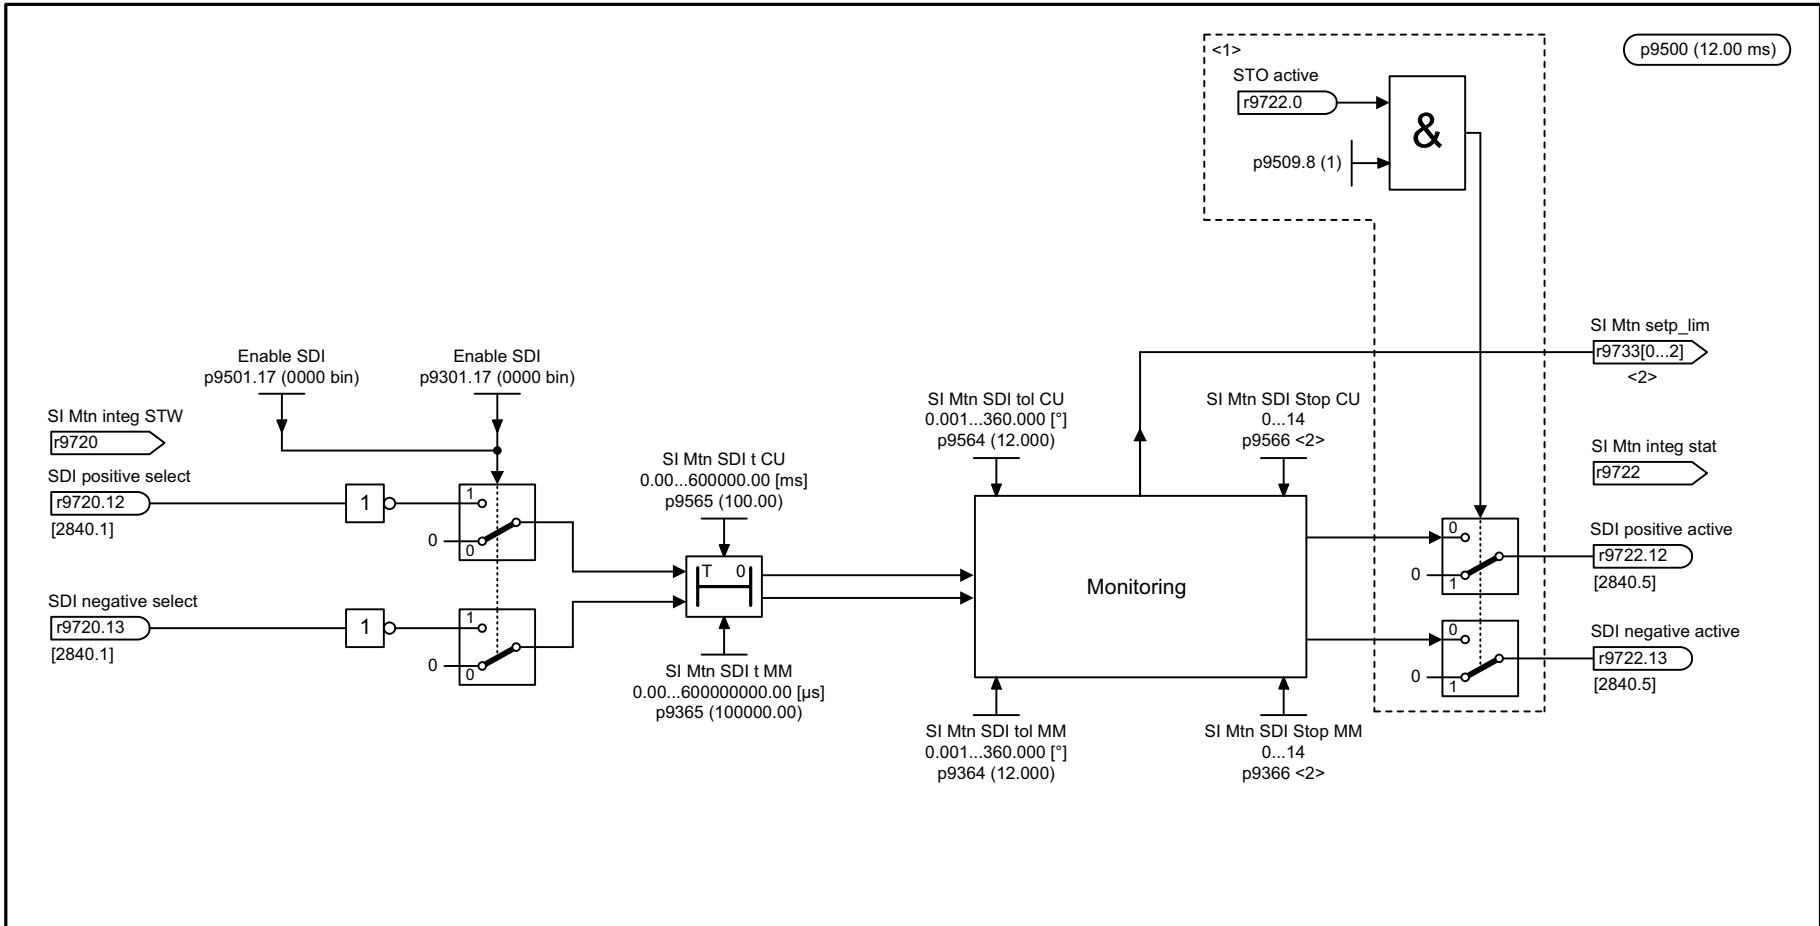 <1>
p9500 (12.00 ms)
STO active
r9722.0
&
p9509.8 (1)
SI Mtn setp_lim
r9733[0...2]
<2>
Enable SDI
p9501.17 (0000 bin)
Enable SDI
p9301.17 (0000 bin)
SI Mtn integ STW
r9720
SDI positive select
r9720.12
[2840.1]
1
1
0
0
SDI negative select
r9720.13
[2840.1]
1
1
0
0
SI Mtn SDI t CU
0.00...600000.00 [ms]
p9565 (100.00)
T 0
SI Mtn SDI t MM
0.00...600000000.00 [µs]
p9365 (100000.00)
SI Mtn SDI tol CU
0.001...360.000 [°]
p9564 (12.000)
SI Mtn SDI Stop CU
0...14
p9566 <2>
Monitoring
SI Mtn SDI tol MM
0.001...360.000 [°]
p9364 (12.000)
SI Mtn SDI Stop MM
0...14
p9366 <2>
SI Mtn integ stat
r9722
0
0
1
SDI positive active
r9722.12
[2840.5]
0
0
1
SDI negative active
r9722.13
[2840.5]